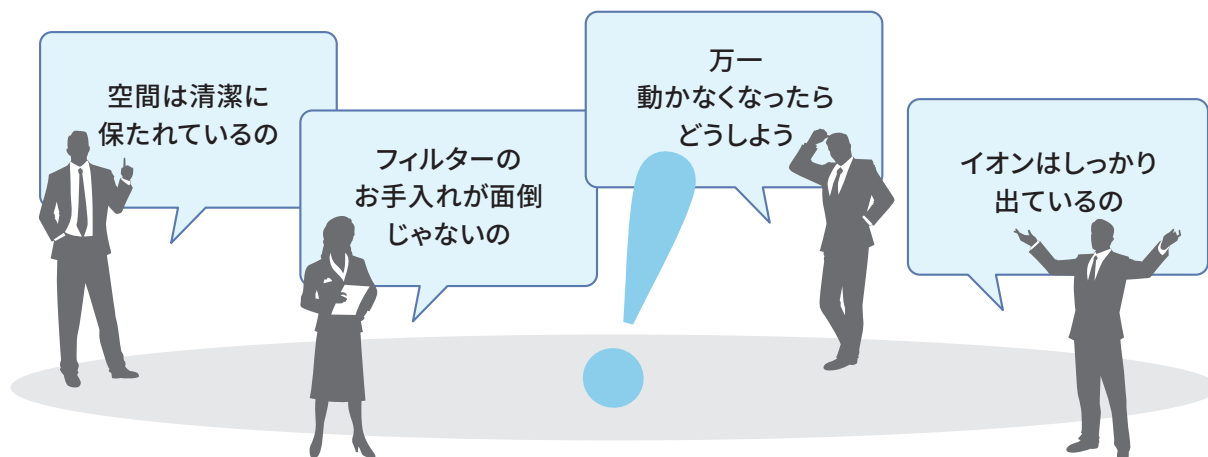 空間は清潔に
保たれているの
フィルターの
お手入れが面倒
じゃないの
万一
動かなくなったら
どうしよう
イオンはしっかり
出ているの